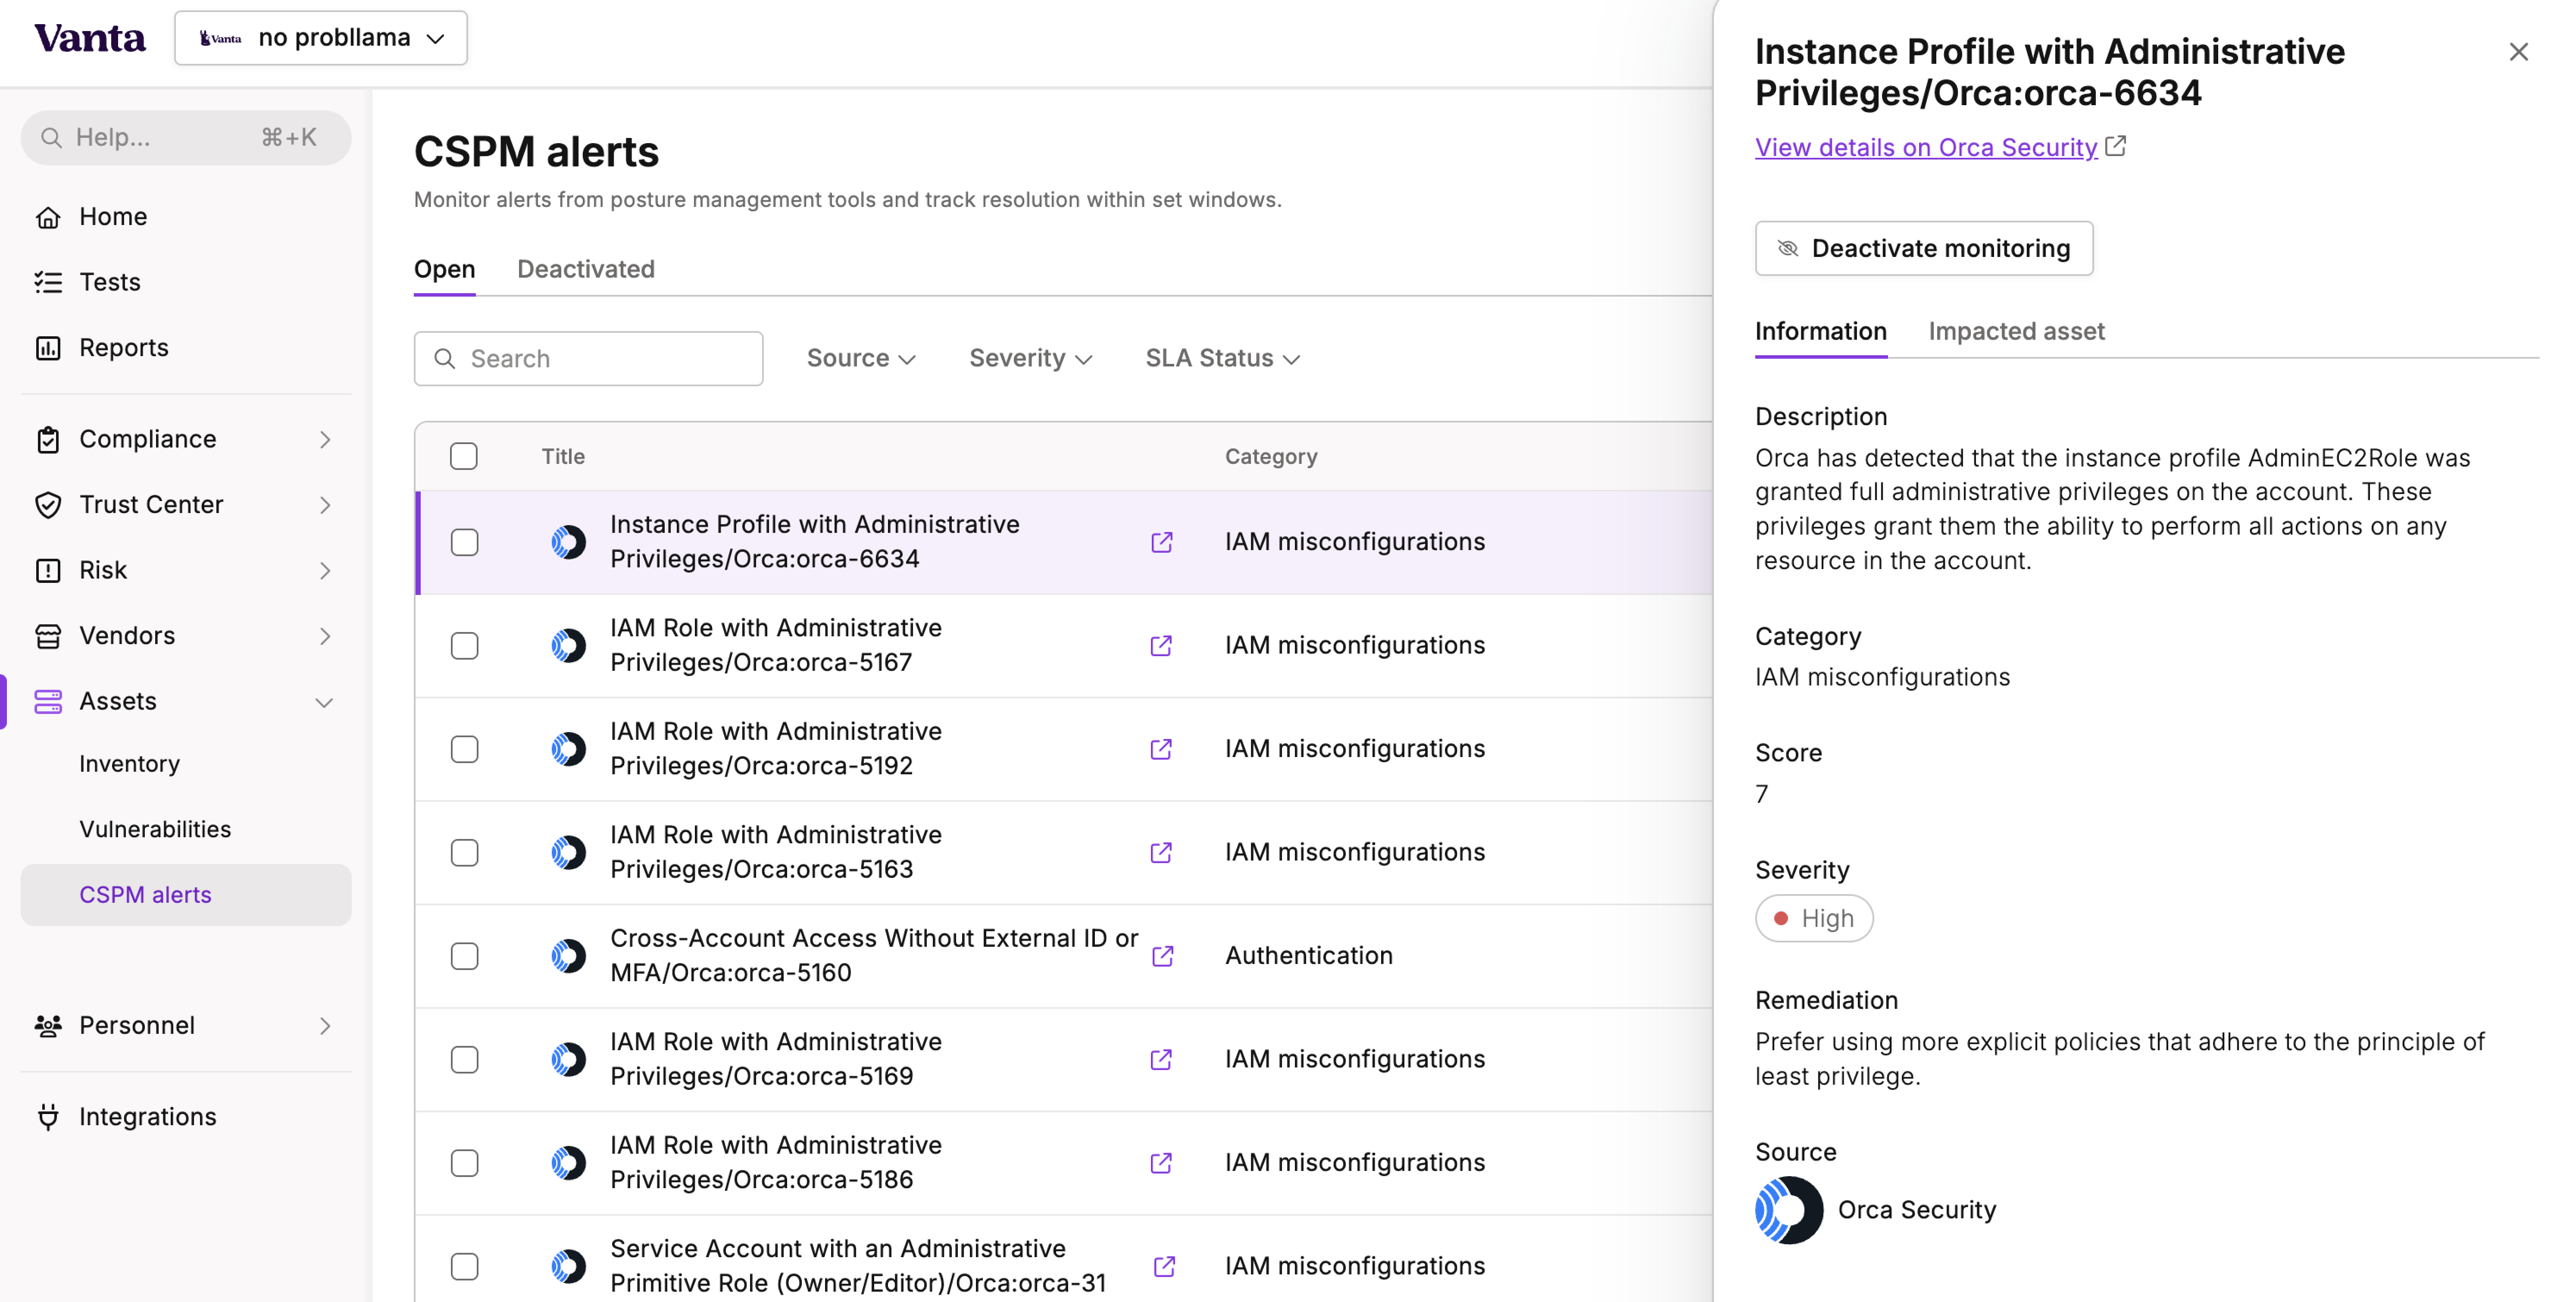 Vanta
Vanta no probllama
Help... ⌘+K
Home
Tests
Reports
Compliance
Trust Center
Risk
Vendors
Assets
Inventory
Vulnerabilities
CSPM alerts
Personnel
Integrations
CSPM alerts
Monitor alerts from posture management tools and track resolution within set windows.
Open Deactivated
Search Source Severity SLA Status
Title Category
Instance Profile with Administrative
Privileges/Orca:orca-6634
IAM misconfigurations
IAM Role with Administrative
Privileges/Orca:orca-5167
IAM misconfigurations
IAM Role with Administrative
Privileges/Orca:orca-5192
IAM misconfigurations
IAM Role with Administrative
Privileges/Orca:orca-5163
IAM misconfigurations
Cross-Account Access Without External ID or
MFA/Orca:orca-5160
Authentication
IAM Role with Administrative
Privileges/Orca:orca-5169
IAM misconfigurations
IAM Role with Administrative
Privileges/Orca:orca-5186
IAM misconfigurations
Service Account with an Administrative
Primitive Role (Owner/Editor)/Orca:orca-31
IAM misconfigurations
Instance Profile with Administrative
Privileges/Orca:orca-6634
View details on Orca Security
Deactivate monitoring
Information Impacted asset
Description
Orca has detected that the instance profile AdminEC2Role was
granted full administrative privileges on the account. These
privileges grant them the ability to perform all actions on any
resource in the account.
Category
IAM misconfigurations
Score
7
Severity
High
Remediation
Prefer using more explicit policies that adhere to the principle of
least privilege.
Source
Orca Security